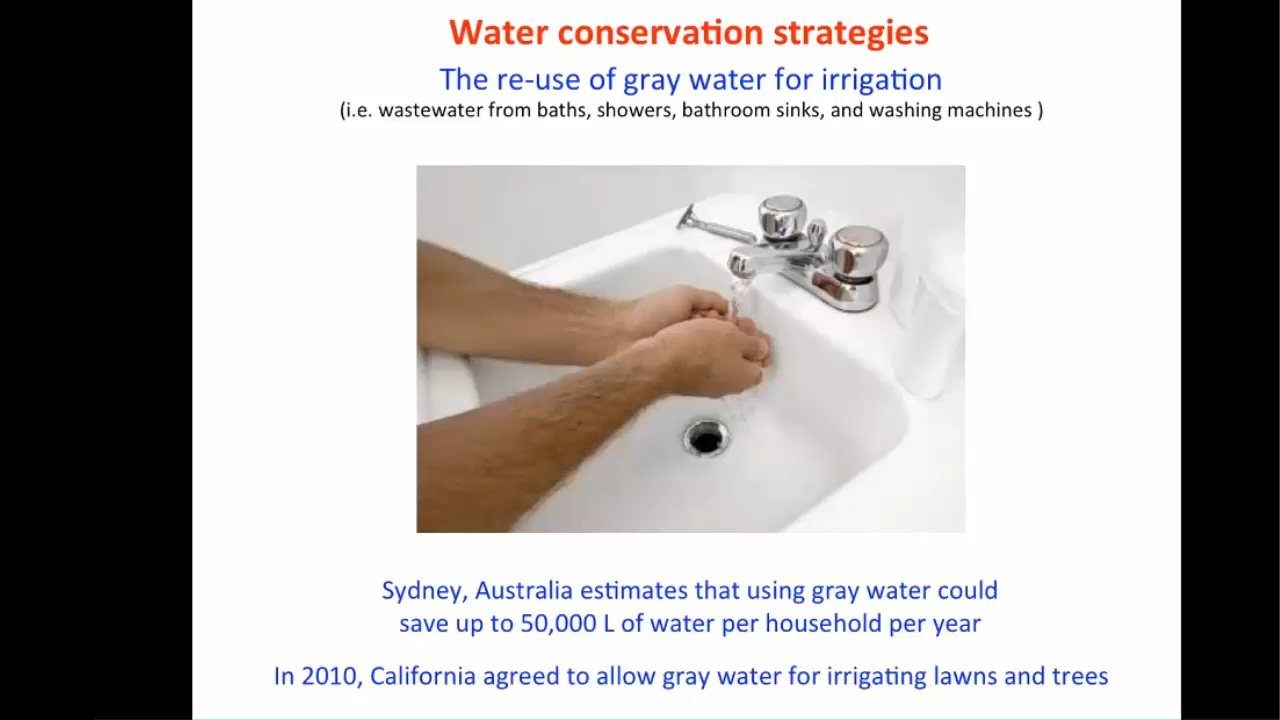 Water conservation strategies
The re-use of gray water for irrigation
(i.e. wastewater from baths, showers, bathroom sinks, and washing machines )
Sydney, Australia estimates that using gray water could
save up to 50,000 L of water per household per year
In 2010, California agreed to allow gray water for irrigating lawns and trees